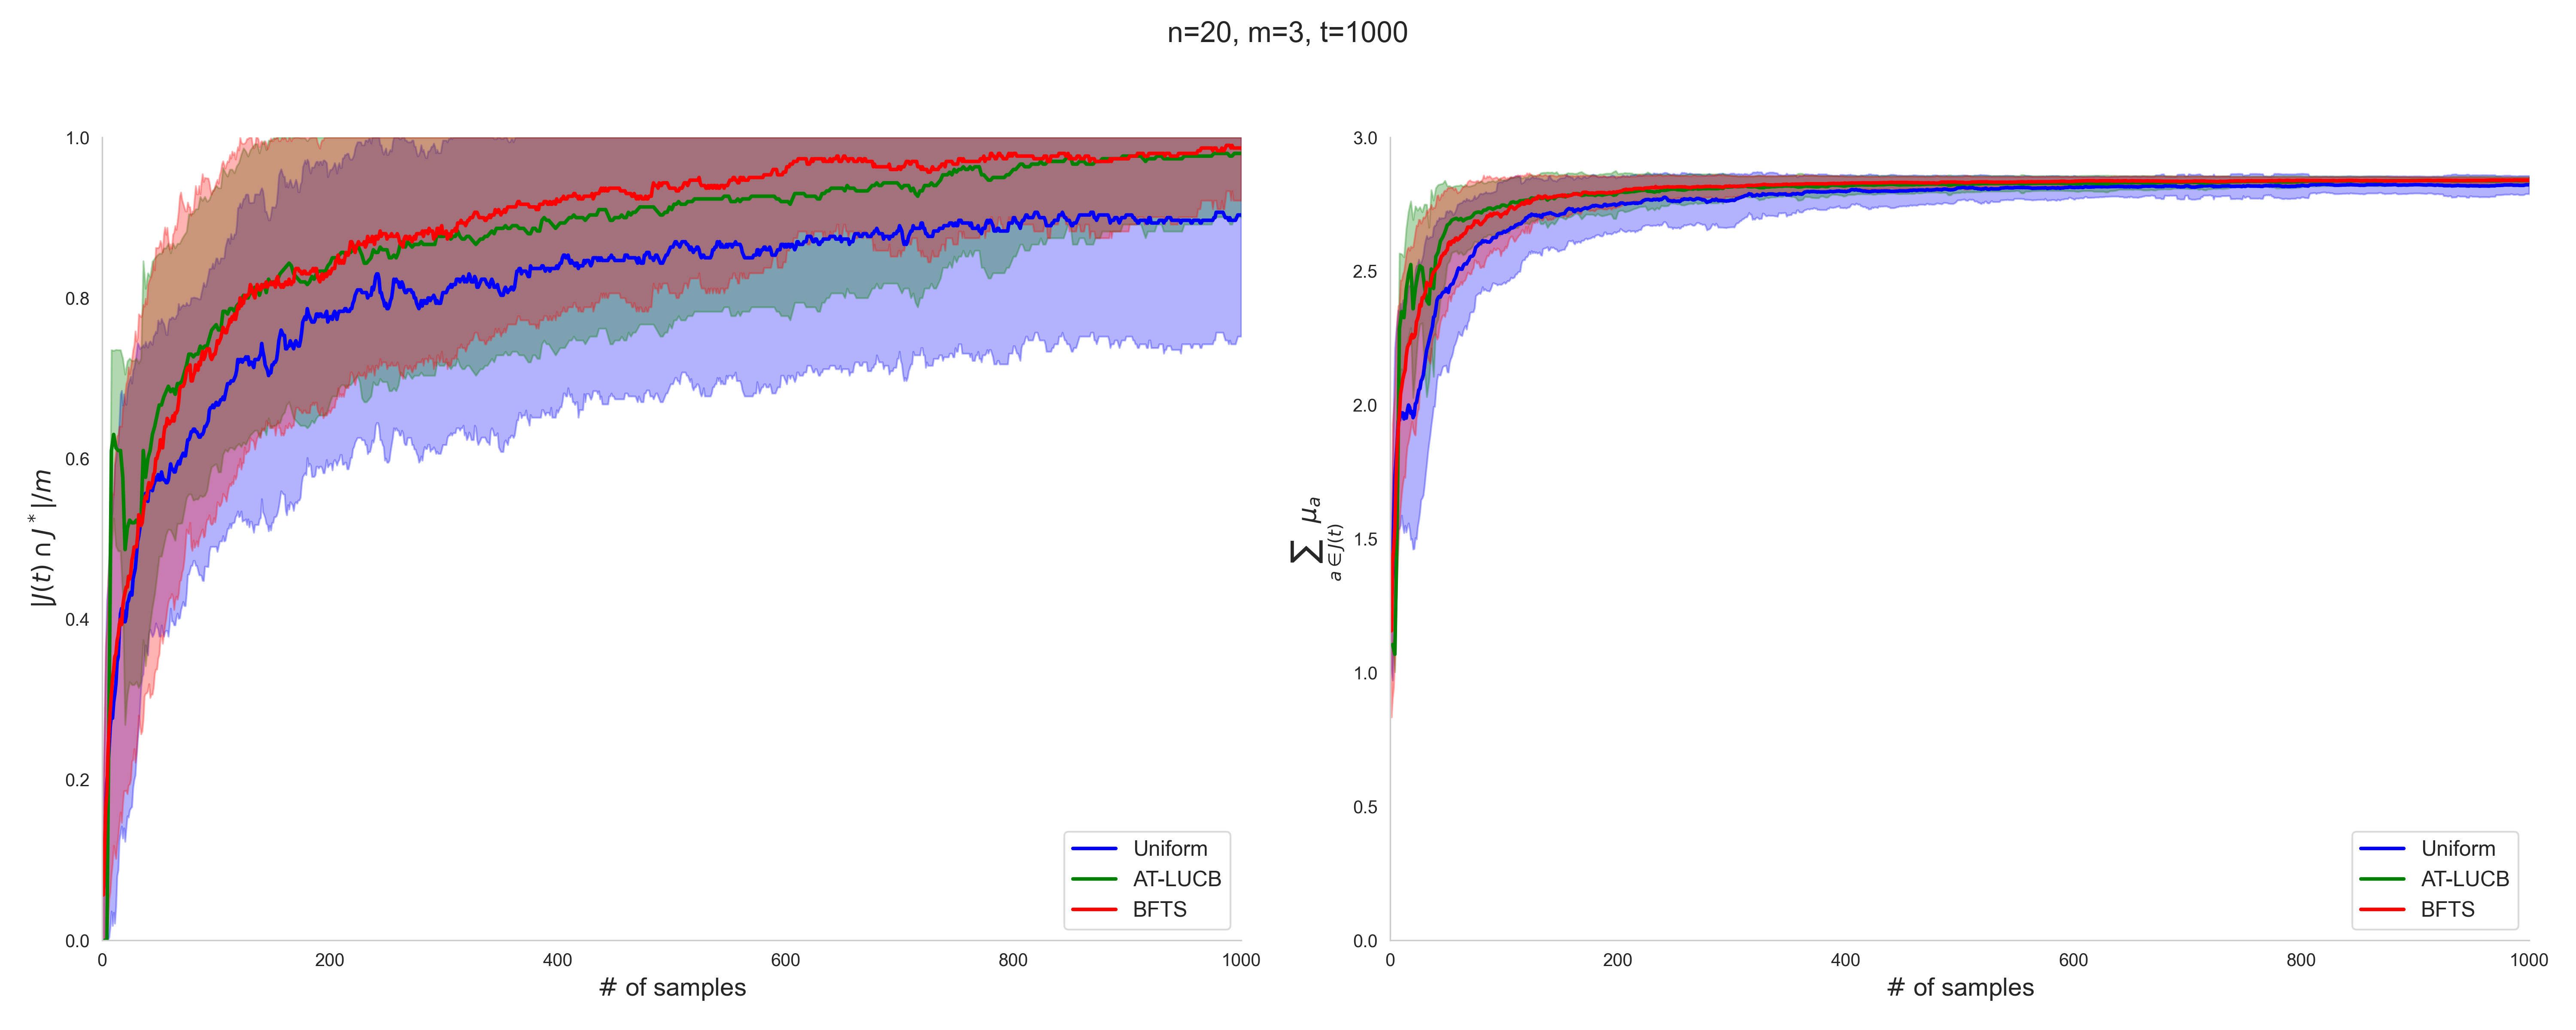 n=20, m=3, t=1000
|J(t) ∩ J*|/m
1.0
0.8
0.6
0.4
0.2
0.0
0 200 400 600 800 1000
# of samples
Uniform
AT-LUCB
BFTS
∑ μa
a∈J(t)
3.0
2.5
2.0
1.5
1.0
0.5
0.0
0 200 400 600 800 1000
# of samples
Uniform
AT-LUCB
BFTS